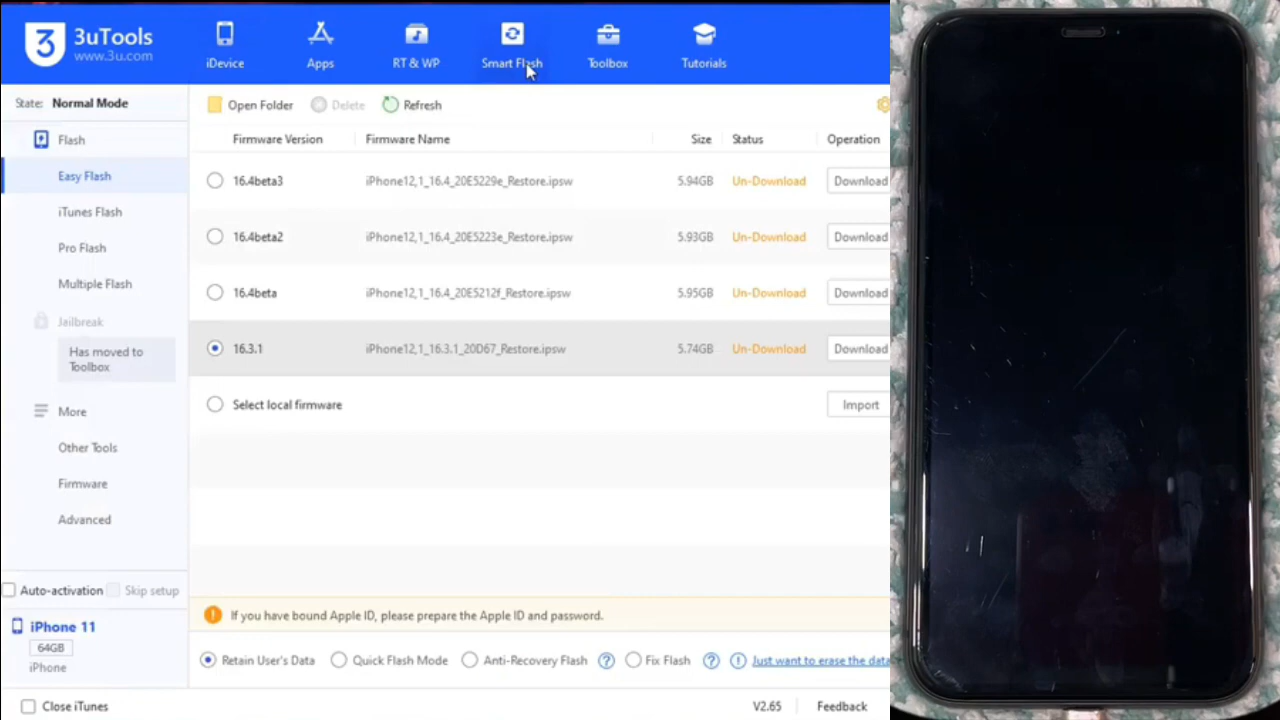 3 3uTools
www.3u.com
iDevice Apps RT & WP Smart Flash Toolbox Tutorials
State: Normal Mode
Open Folder Delete Refresh
Flash
Easy Flash
iTunes Flash
Pro Flash
Multiple Flash
Jailbreak
Has moved to
Toolbox
More
Other Tools
Firmware
Advanced
Firmware Version Firmware Name Size Status Operation
16.4beta3 iPhone12,1_16.4_20E5229e_Restore.ipsw 5.94GB Un-Download Download
16.4beta2 iPhone12,1_16.4_20E5223e_Restore.ipsw 5.93GB Un-Download Download
16.4beta iPhone12,1_16.4_20E5212f_Restore.ipsw 5.95GB Un-Download Download
16.3.1 iPhone12,1_16.3.1_20D67_Restore.ipsw 5.74GB Un-Download Download
Select local firmware Import
Auto-activation Skip setup
iPhone 11
64GB
iPhone
If you have bound Apple ID, please prepare the Apple ID and password.
Retain User's Data Quick Flash Mode Anti-Recovery Flash ? Fix Flash ? Just want to erase the data
Close iTunes V2.65 Feedback